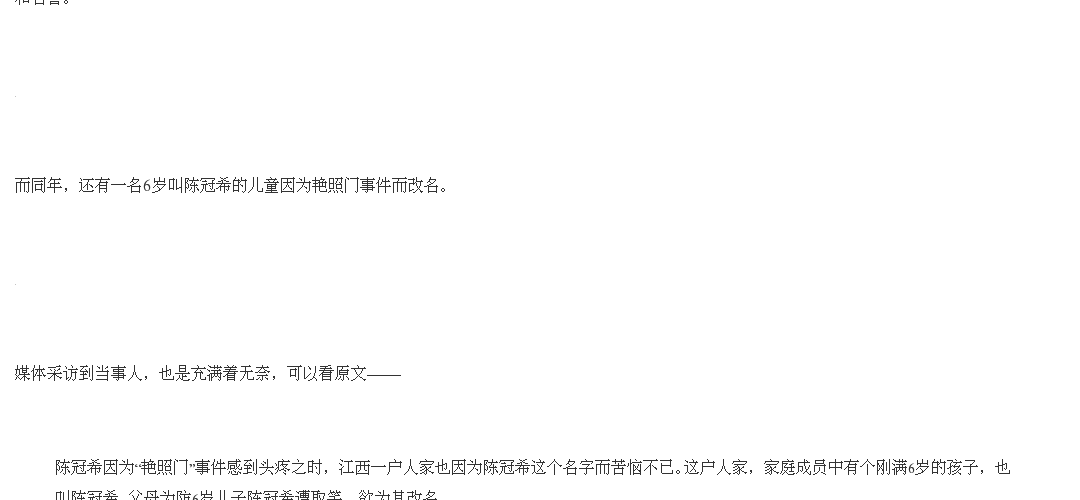 和名誉。
而同年，还有一名6岁叫陈冠希的儿童因为艳照门事件而改名。
媒体采访到当事人，也是充满着无奈，可以看原文——
陈冠希因为“艳照门”事件感到头疼之时，江西一户人家也因为陈冠希这个名字而苦恼不已。这户人家，家庭成员中有个刚满6岁的孩子，也
叫陈冠希。父母为防6岁儿子陈冠希遭取笑，欲为其改名。